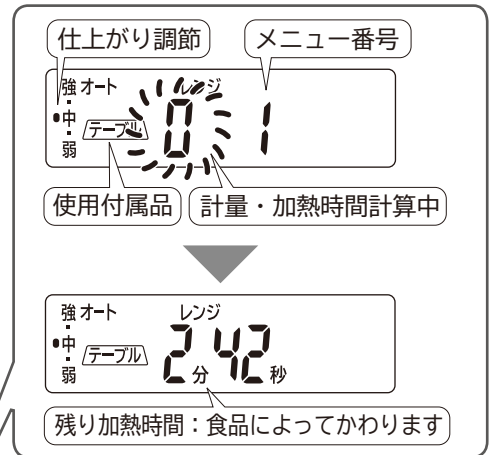 仕上がり調節 メニュー番号
強 オート レンジ
中 テーブル 0 1
弱
使用付属品 計量・加熱時間計算中
強 オート レンジ
中 テーブル 2分42秒
弱
残り加熱時間：食品によってかわります